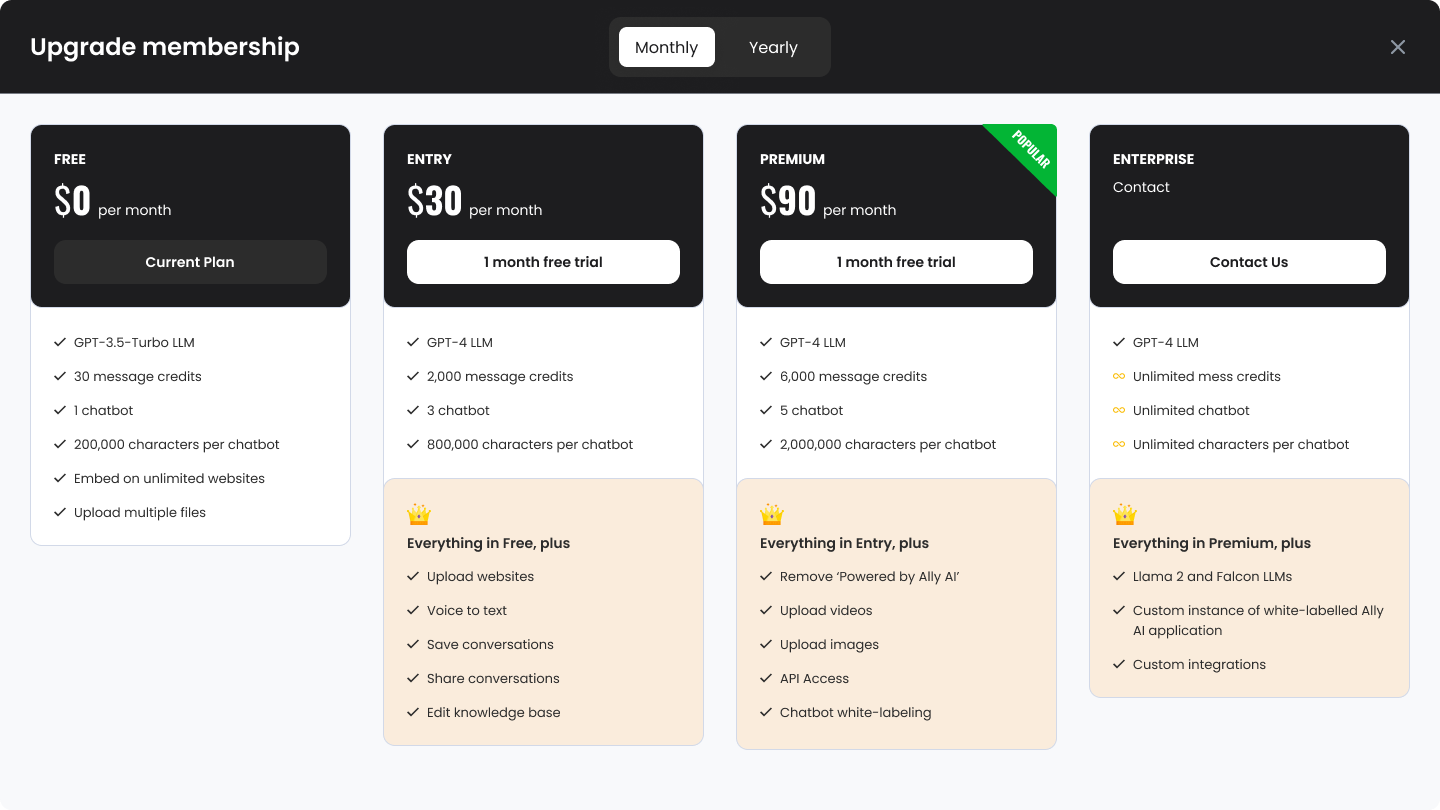 Upgrade membership
Monthly
Yearly
FREE
$0 per month
Current Plan
GPT-3.5-Turbo LLM
30 message credits
1 chatbot
200,000 characters per chatbot
Embed on unlimited websites
Upload multiple files
ENTRY
$30 per month
1 month free trial
GPT-4 LLM
2,000 message credits
3 chatbot
800,000 characters per chatbot
Everything in Free, plus
Upload websites
Voice to text
Save conversations
Share conversations
Edit knowledge base
POPULAR
PREMIUM
$90 per month
1 month free trial
GPT-4 LLM
6,000 message credits
5 chatbot
2,000,000 characters per chatbot
Everything in Entry, plus
Remove ‘Powered by Ally AI’
Upload videos
Upload images
API Access
Chatbot white-labeling
ENTERPRISE
Contact
Contact Us
GPT-4 LLM
Unlimited mess credits
Unlimited chatbot
Unlimited characters per chatbot
Everything in Premium, plus
Llama 2 and Falcon LLMs
Custom instance of white-labelled Ally
AI application
Custom integrations